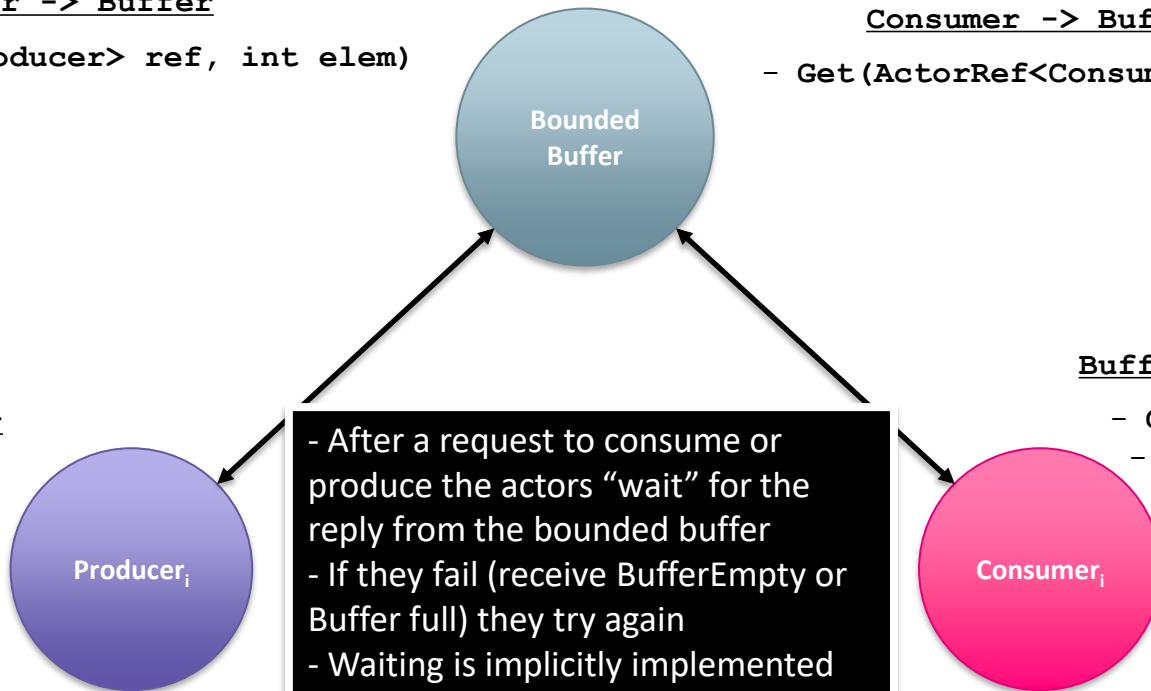 -> Buffer
Consumer -> Buf
ref, int elem)
- Get(ActorRef<Consum
Bounded
Buffer
Buff
-
-
- After a request to consume or
produce the actors “wait” for the
reply from the bounded buffer
- If they fail (receive BufferEmpty or
Buffer full) they try again
- Waiting is implicitly implemented
Producerᵢ
Consumerᵢ